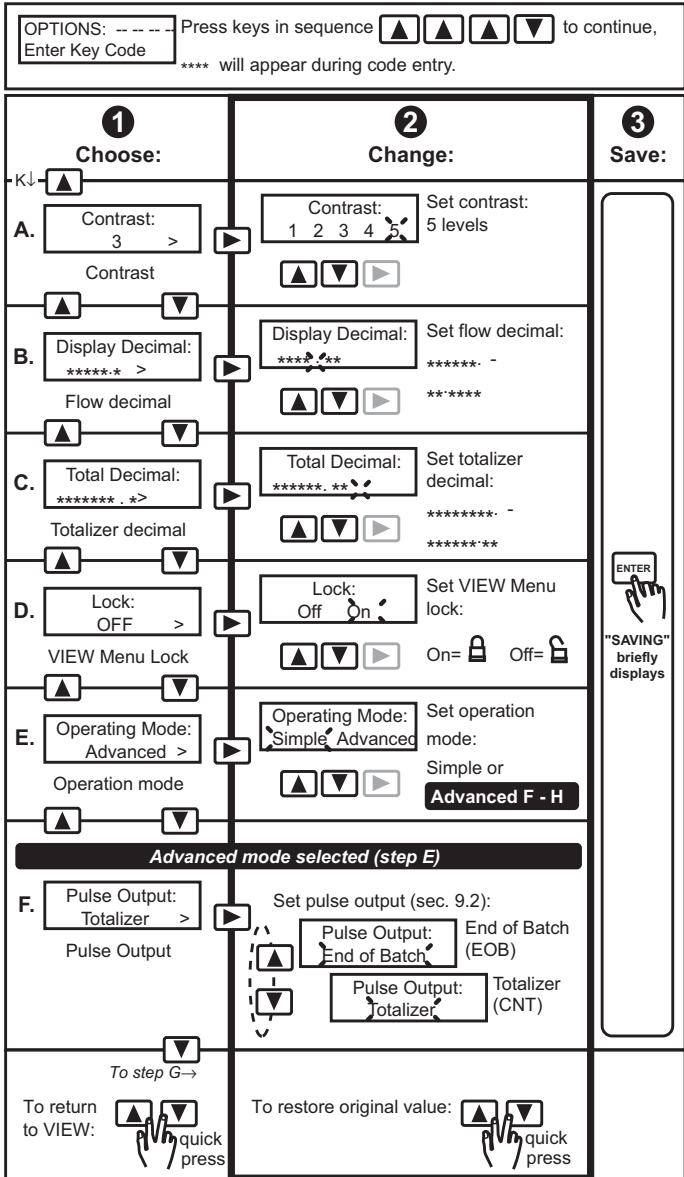 OPTIONS: -- -- -- --
Enter Key Code
Press keys in sequence ▲ ▲ ▲ ▼ to continue,
**** will appear during code entry.
1
Choose:
2
Change:
3
Save:
K↓ ▲
A.
Contrast:
3 >
Contrast
Contrast:
1 2 3 4 5
Set contrast:
5 levels
B.
Display Decimal:
*****.* >
Flow decimal
Display Decimal:
****.**
Set flow decimal:
******. -
**.****
C.
Total Decimal:
*******.*>
Totalizer decimal
Total Decimal:
******.**
Set totalizer
decimal:
********. -
******.**
D.
Lock:
OFF >
VIEW Menu Lock
Lock:
Off On
Set VIEW Menu
lock:
On= Off=
E.
Operating Mode:
Advanced >
Operation mode
Operating Mode:
Simple Advanced
Set operation
mode:
Simple or
Advanced F - H
ENTER
"SAVING"
briefly
displays
Advanced mode selected (step E)
F.
Pulse Output:
Totalizer >
Pulse Output
Set pulse output (sec. 9.2):
Pulse Output:
End of Batch
End of Batch
(EOB)
Pulse Output:
Totalizer
Totalizer
(CNT)
To step G→
To return
to VIEW:
quick
press
To restore original value:
quick
press